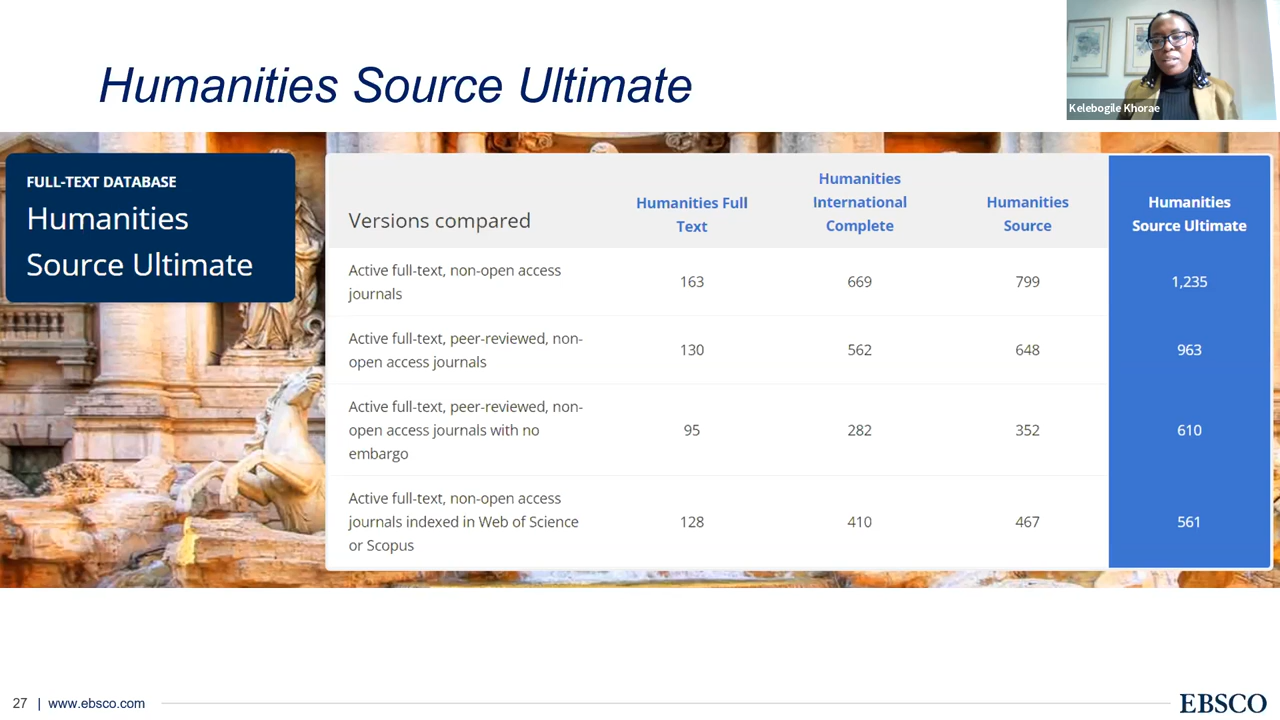 Humanities Source Ultimate
Kelebogile Khorae
FULL-TEXT DATABASE
Humanities
Source Ultimate
Versions compared
Humanities Full
Text
Humanities
International
Complete
Humanities
Source
Humanities
Source Ultimate
Active full-text, non-open access
journals
163
669
799
1,235
Active full-text, peer-reviewed, non-
open access journals
130
562
648
963
Active full-text, peer-reviewed, non-
open access journals with no
embargo
95
282
352
610
Active full-text, non-open access
journals indexed in Web of Science
or Scopus
128
410
467
561
27 | www.ebsco.com
EBSCO